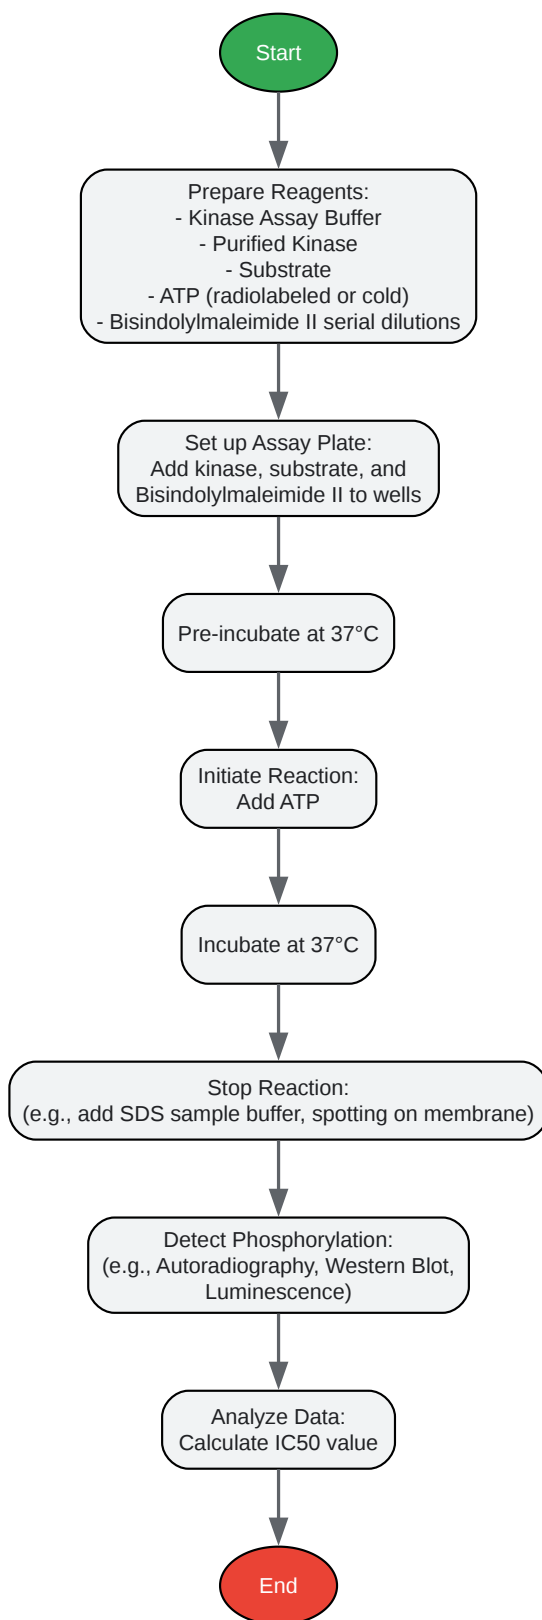 Start
Prepare Reagents:
- Kinase Assay Buffer
- Purified Kinase
- Substrate
- ATP (radiolabeled or cold)
- Bisindolylmaleimide II serial dilutions
Set up Assay Plate:
Add kinase, substrate, and
Bisindolylmaleimide II to wells
Pre-incubate at 37°C
Initiate Reaction:
Add ATP
Incubate at 37°C
Stop Reaction:
(e.g., add SDS sample buffer, spotting on membrane)
Detect Phosphorylation:
(e.g., Autoradiography, Western Blot,
Luminescence)
Analyze Data:
Calculate IC50 value
End